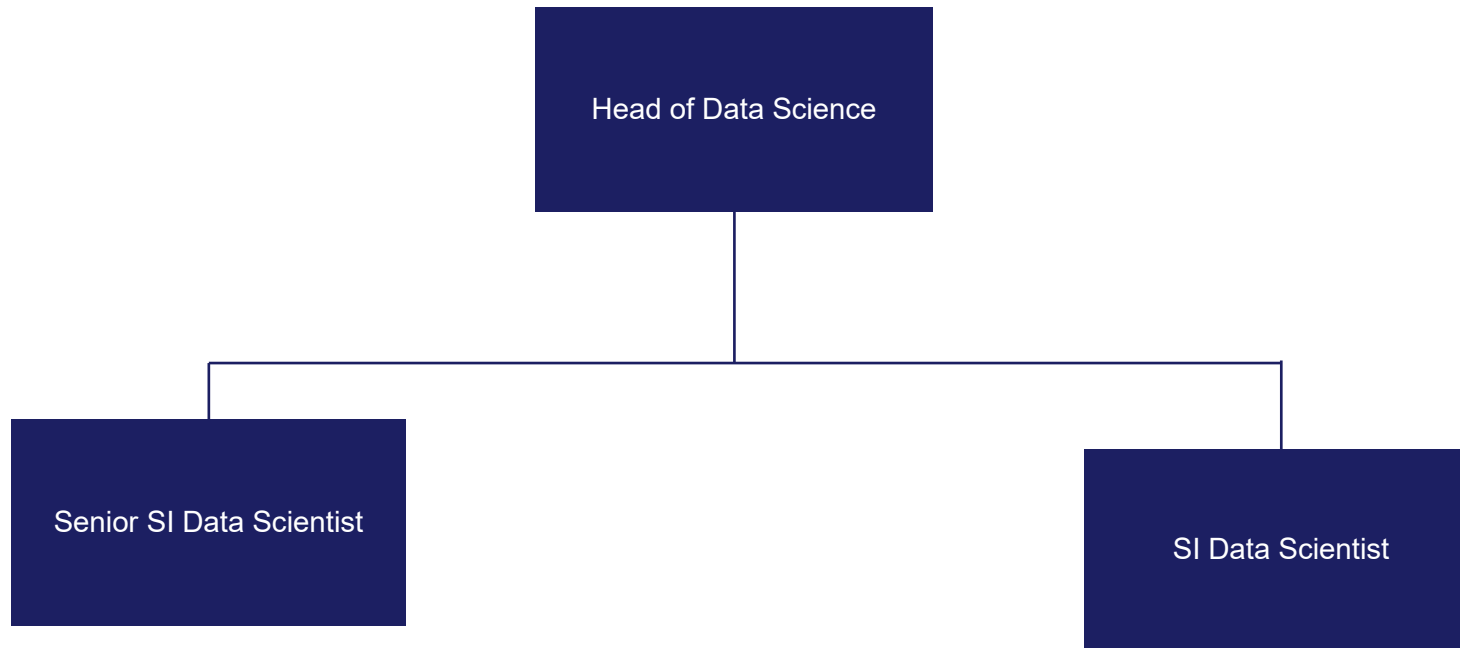 Head of Data Science
Senior SI Data Scientist
SI Data Scientist